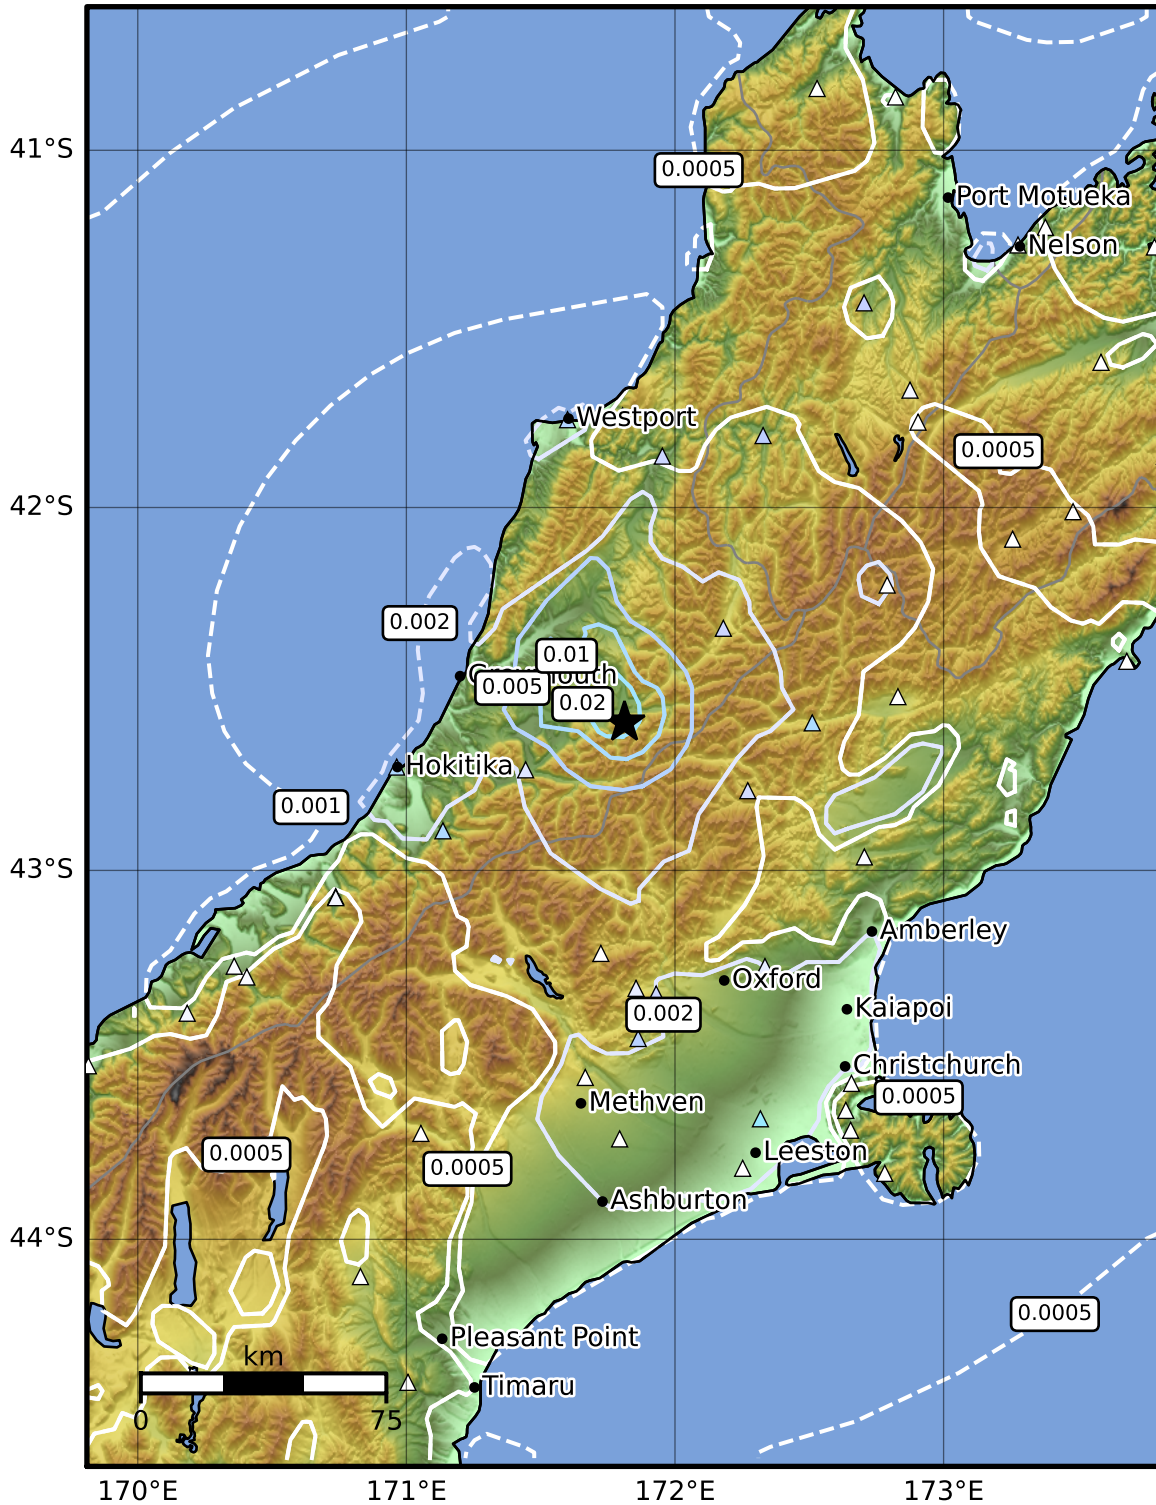 41°S
0.0005
Port Motueka
Nelson
Westport
0.0005
42°S
0.002
0.01
Greymouth
0.005
0.02
Hokitika
0.001
43°S
Amberley
Oxford
Kaiapoi
0.002
Christchurch
0.0005
Methven
0.0005
0.0005
Leeston
Ashburton
44°S
0.0005
Pleasant Point
km
Timaru
0 75
170°E 171°E 172°E 173°E